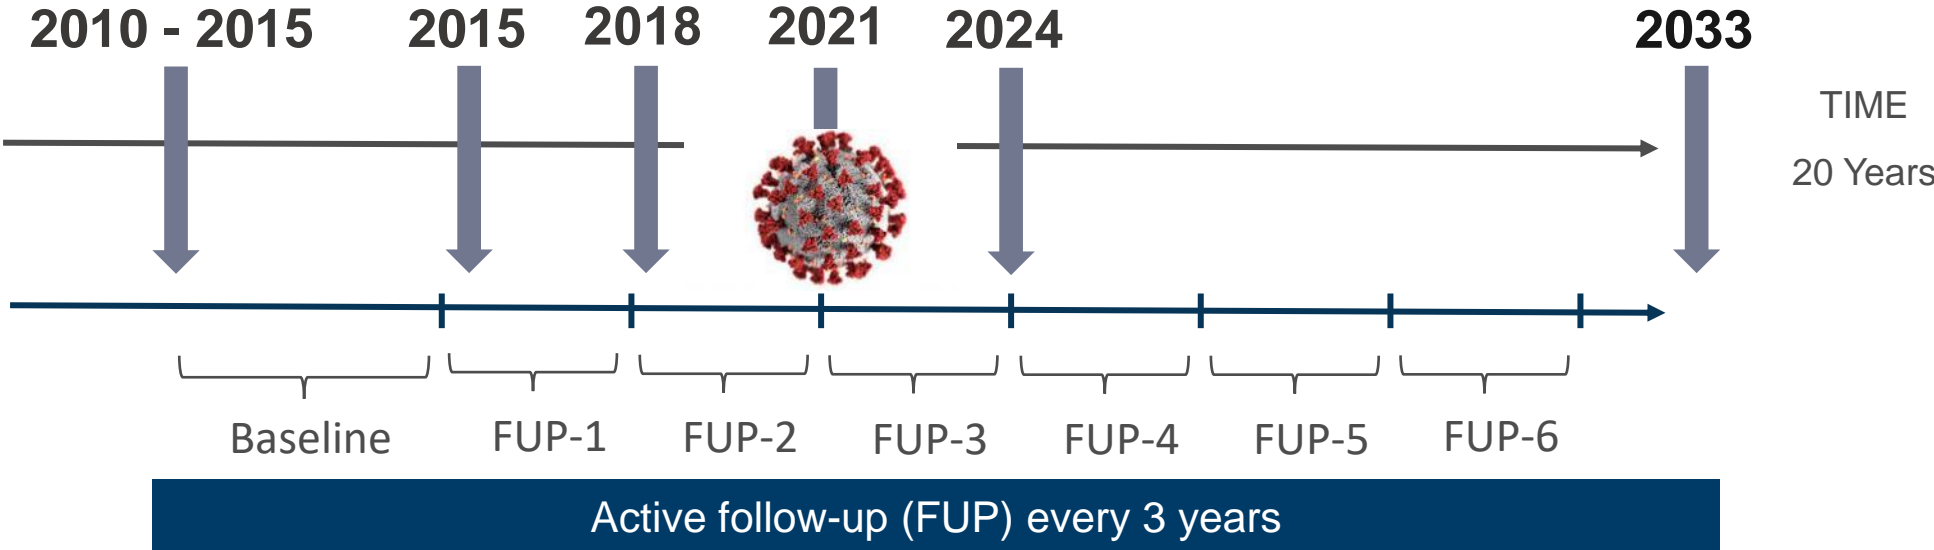 2010 - 2015 2015 2018 2021 2024 2033
TIME
20 Years
Baseline FUP-1 FUP-2 FUP-3 FUP-4 FUP-5 FUP-6
Active follow-up (FUP) every 3 years